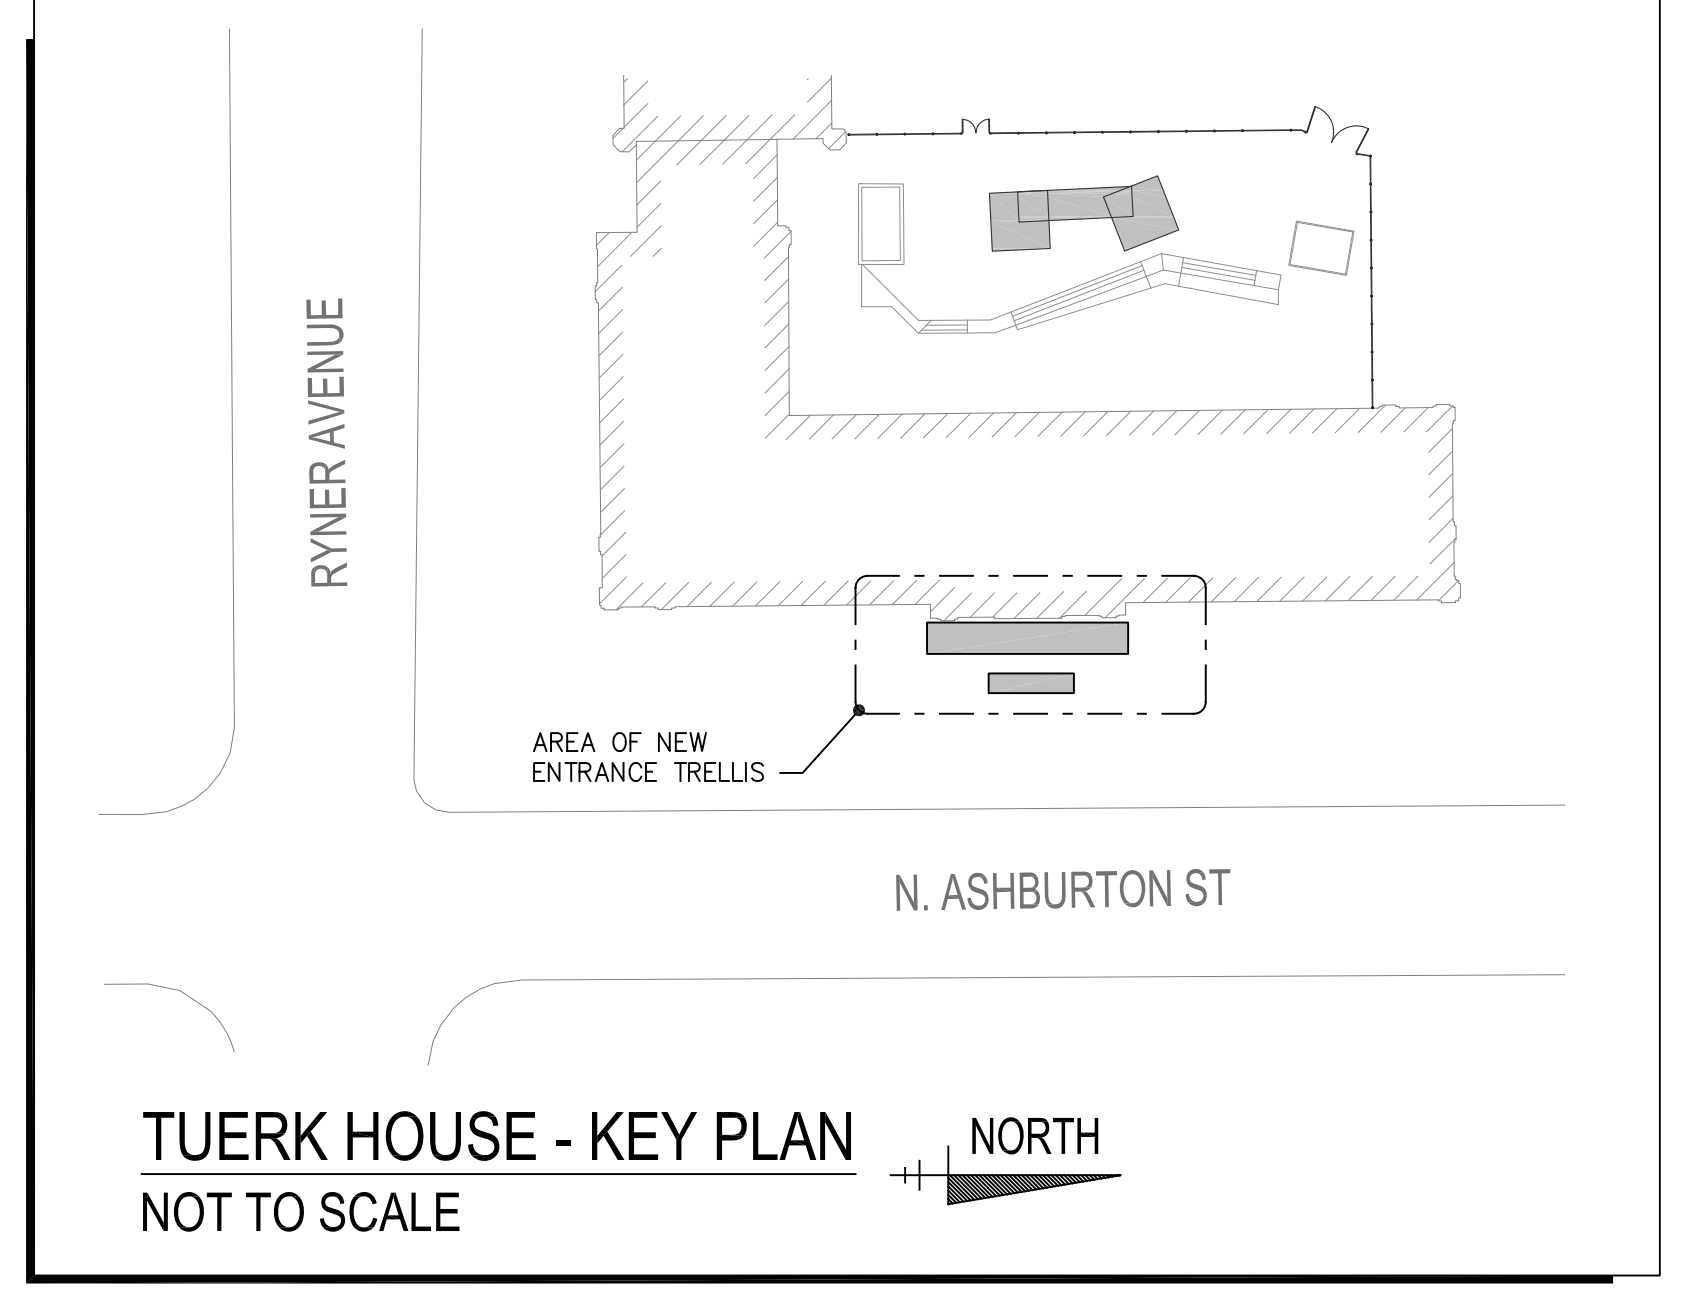 RYNER AVENUE
AREA OF NEW
ENTRANCE TRELLIS
N. ASHBURTON ST
TUERK HOUSE - KEY PLAN
NOT TO SCALE
NORTH